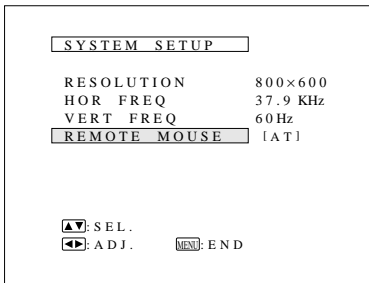 SYSTEM SETUP
RESOLUTION 800×600
HOR FREQ 37.9 KHz
VERT FREQ 60Hz
REMOTE MOUSE [AT]
▲▼:SEL.
◀▶:ADJ. MENU:END